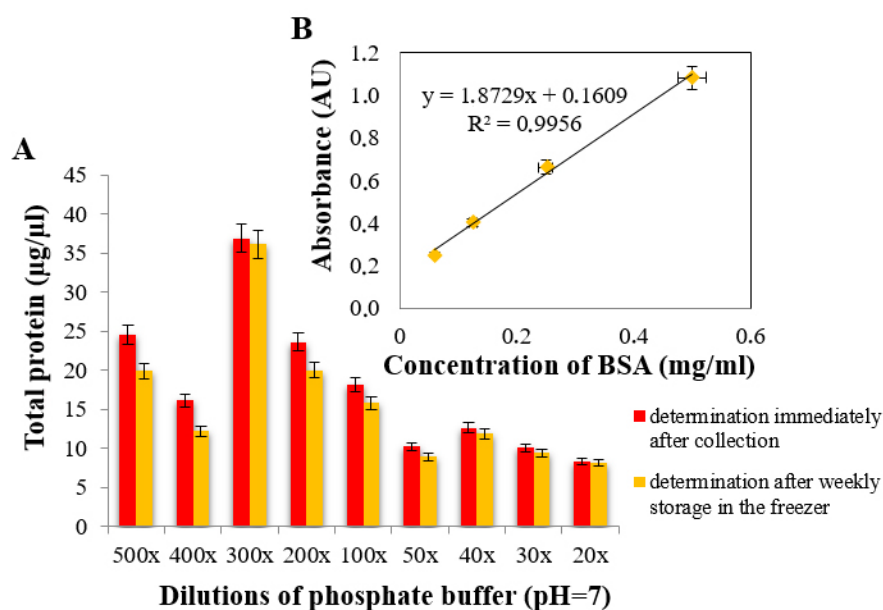 B
1.2
1.0
0.8
0.6
0.4
0.2
0.0
Absorbance (AU)
y = 1.8729x + 0.1609
R² = 0.9956
0
0.2
0.4
0.6
Concentration of BSA (mg/ml)
A
45
40
35
30
25
20
15
10
5
0
Total protein (µg/µl)
500x 400x 300x 200x 100x 50x 40x 30x 20x
Dilutions of phosphate buffer (pH=7)
determination immediately
after collection
determination after weekly
storage in the freezer